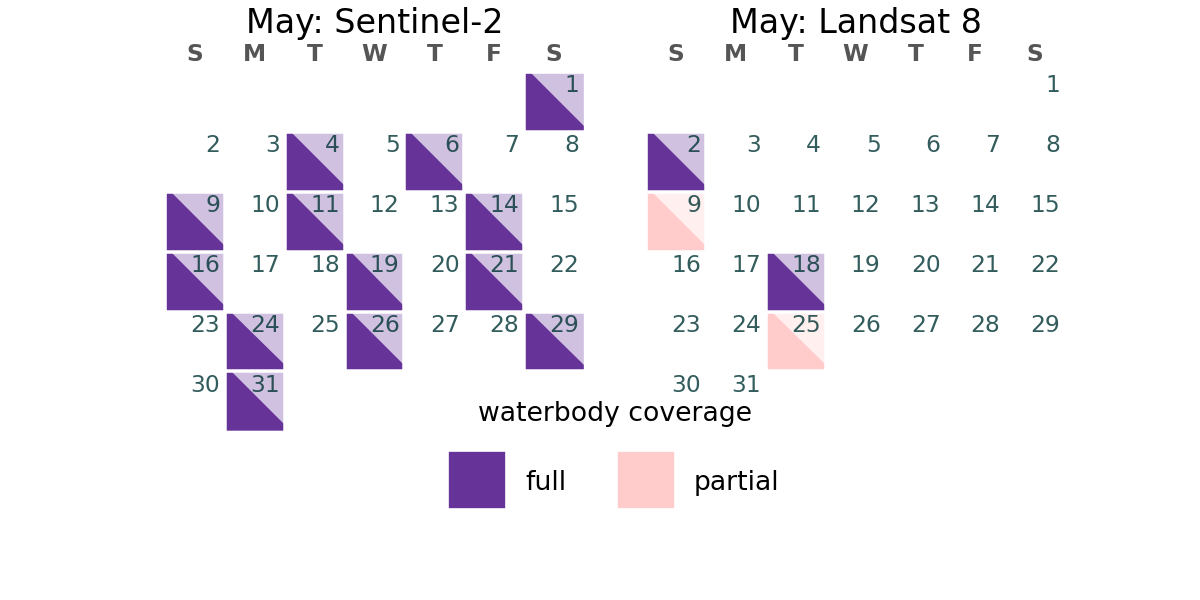 May: Sentinel-2
S M T W T F S
1
2 3 4 5 6 7 8
9 10 11 12 13 14 15
16 17 18 19 20 21 22
23 24 25 26 27 28 29
30 31
May: Landsat 8
S M T W T F S
1
2 3 4 5 6 7 8
9 10 11 12 13 14 15
16 17 18 19 20 21 22
23 24 25 26 27 28 29
30 31
waterbody coverage
full partial